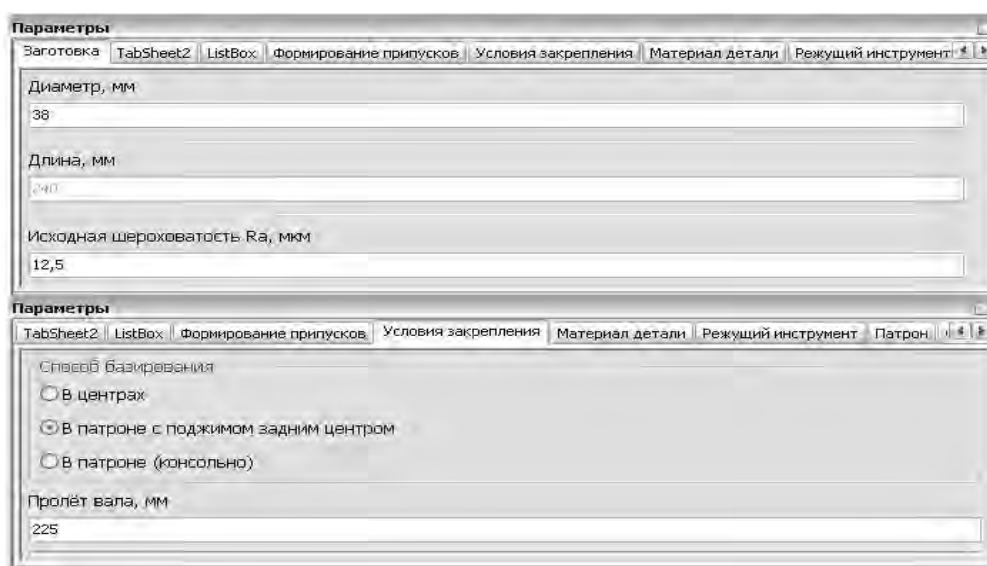 Параметры
Заготовка TabSheet2 ListBox Формирование припусков Условия закрепления Материал детали Режущий инструмент
Диаметр, мм
38
Длина, мм
240
Исходная шероховатость Ra, мкм
12,5
Параметры
TabSheet2 ListBox Формирование припусков Условия закрепления Материал детали Режущий инструмент Патрон
Способ базирования
В центрах
В патроне с поджимом задним центром
В патроне (консольно)
Пролёт вала, мм
225